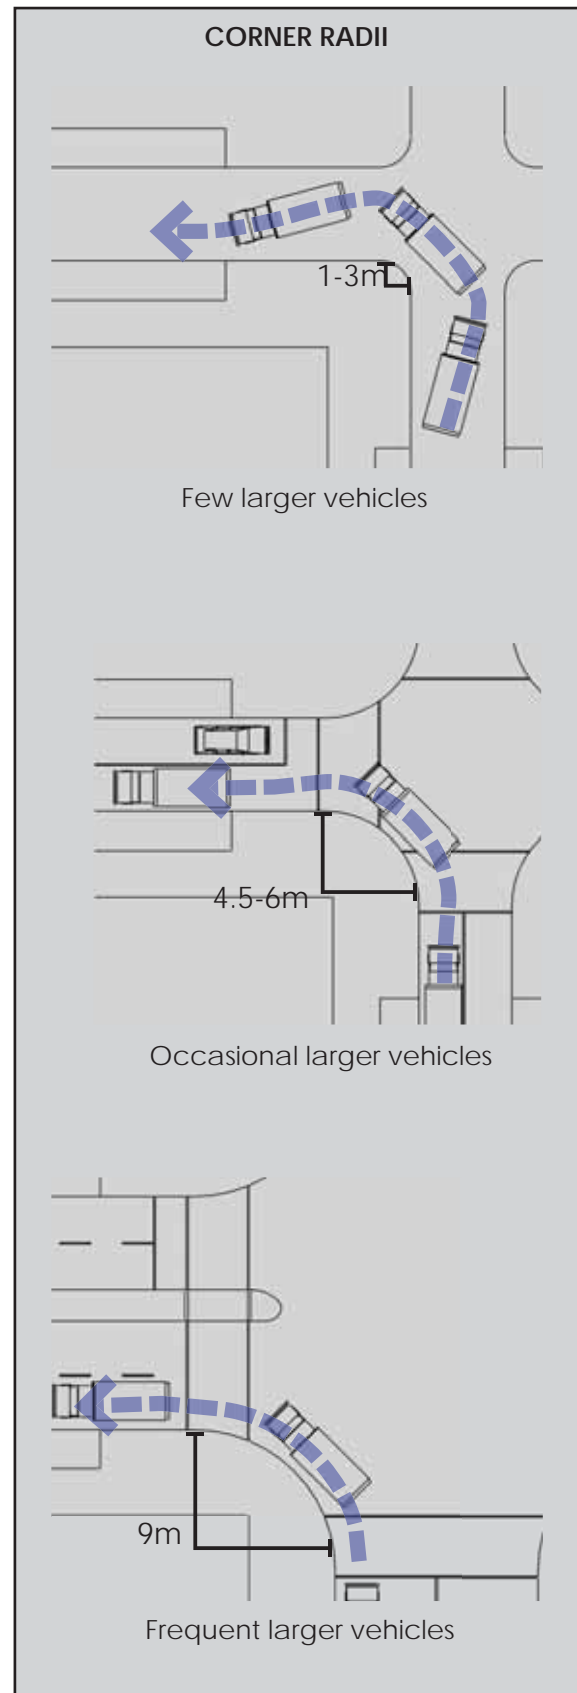 CORNER RADII
1-3m
Few larger vehicles
4.5-6m
Occasional larger vehicles
9m
Frequent larger vehicles